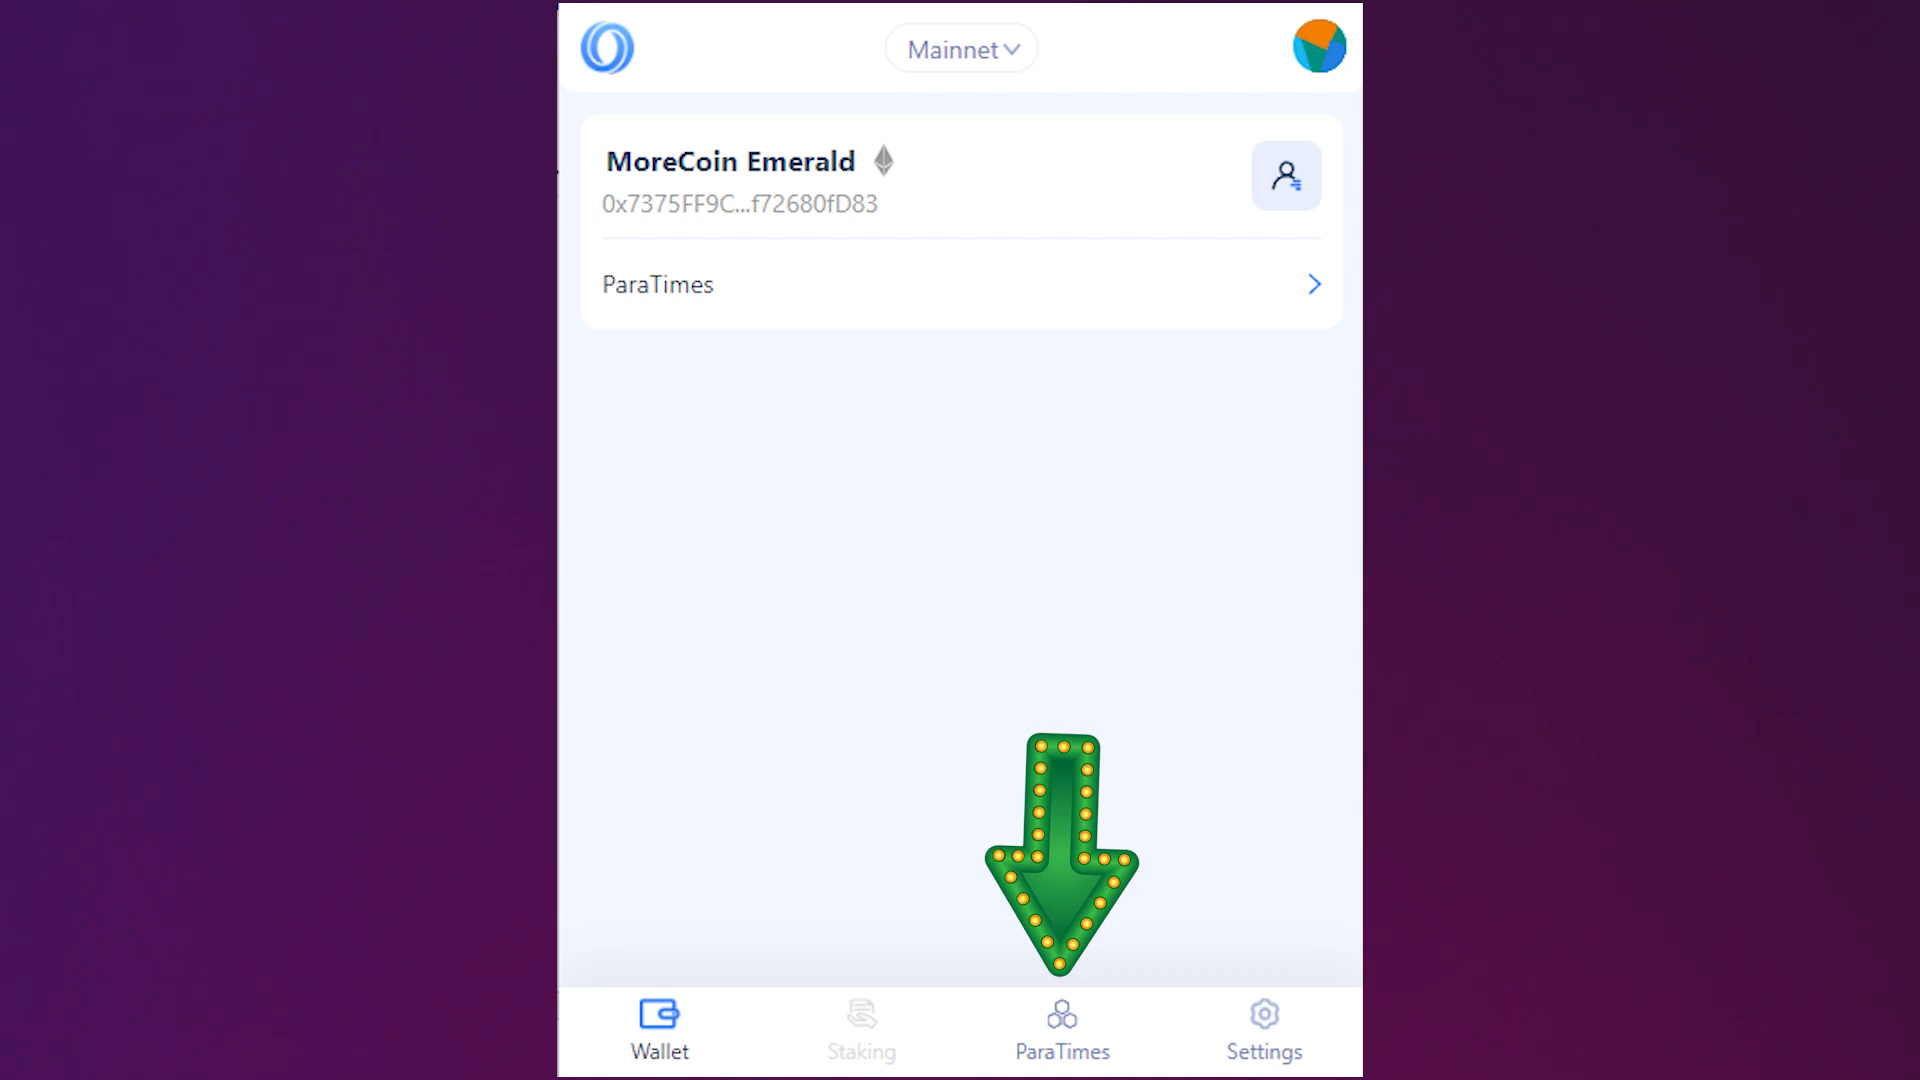 Mainnet
MoreCoin Emerald
0x7375FF9C...f72680fD83
ParaTimes
Wallet
Staking
ParaTimes
Settings